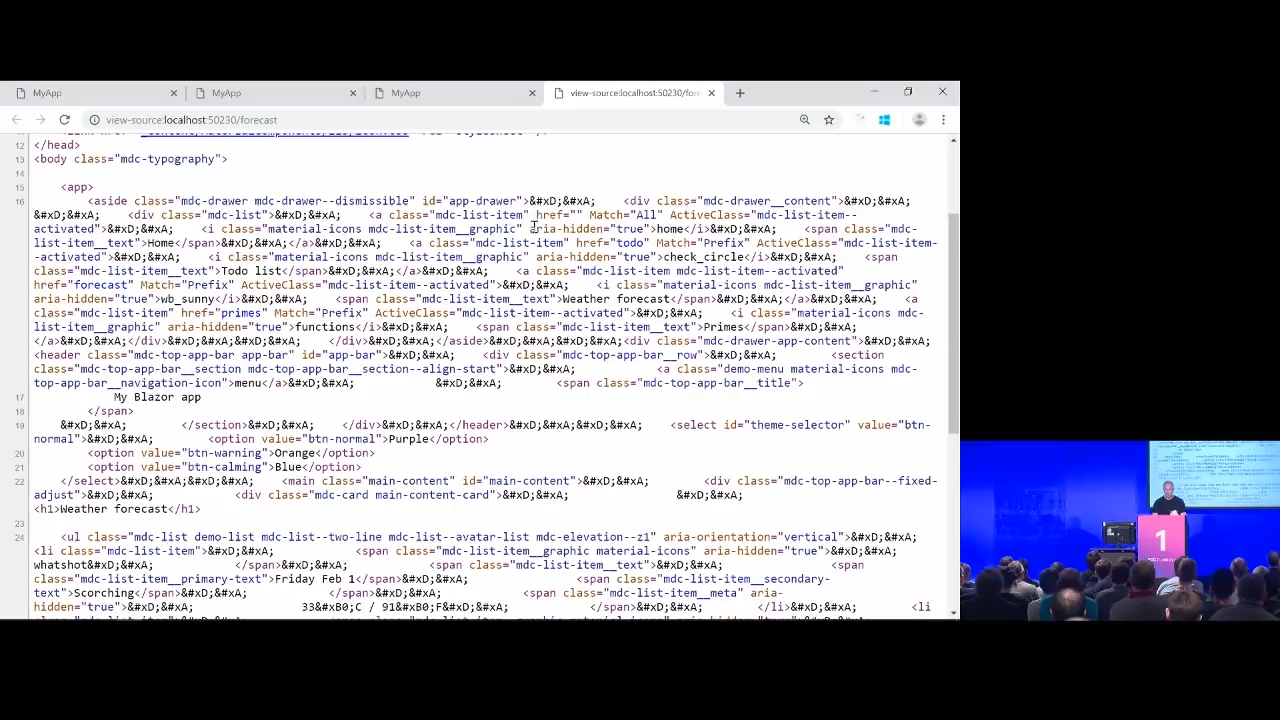 MyApp
MyApp
MyApp
view-source:localhost:50230/for
view-source:localhost:50230/forecast
12 </head>
13 <body class="mdc-typography">
14
15 <app>
16 <aside class="mdc-drawer mdc-drawer--dismissible" id="app-drawer">&#xD;&#xA; <div class="mdc-drawer__content">&#xD;&#xA;
&#xD;&#xA; <div class="mdc-list">&#xD;&#xA; <a class="mdc-list-item" href="" Match="All" ActiveClass="mdc-list-item--
activated">&#xD;&#xA; <i class="material-icons mdc-list-item__graphic" aria-hidden="true">home</i>&#xD;&#xA; <span class="mdc-
list-item__text">Home</span>&#xD;&#xA;</a>&#xD;&#xA; <a class="mdc-list-item" href="todo" Match="Prefix" ActiveClass="mdc-list-item-
-activated">&#xD;&#xA; <i class="material-icons mdc-list-item__graphic" aria-hidden="true">check_circle</i>&#xD;&#xA; <span
class="mdc-list-item__text">Todo list</span>&#xD;&#xA;</a>&#xD;&#xA; <a class="mdc-list-item mdc-list-item--activated"
href="forecast" Match="Prefix" ActiveClass="mdc-list-item--activated">&#xD;&#xA; <i class="material-icons mdc-list-item__graphic"
aria-hidden="true">wb_sunny</i>&#xD;&#xA; <span class="mdc-list-item__text">Weather forecast</span>&#xD;&#xA;</a>&#xD;&#xA; <a
class="mdc-list-item" href="primes" Match="Prefix" ActiveClass="mdc-list-item--activated">&#xD;&#xA; <i class="material-icons mdc-
list-item__graphic" aria-hidden="true">functions</i>&#xD;&#xA; <span class="mdc-list-item__text">Primes</span>&#xD;&#xA;
</a>&#xD;&#xA;</div>&#xD;&#xA;&#xD;&#xA; </div>&#xD;&#xA;</aside>&#xD;&#xA;<div class="mdc-drawer-app-content">&#xD;&#xA;
<header class="mdc-top-app-bar app-bar" id="app-bar">&#xD;&#xA; <div class="mdc-top-app-bar__row">&#xD;&#xA; <section
class="mdc-top-app-bar__section mdc-top-app-bar__section--align-start">&#xD;&#xA; <a class="demo-menu material-icons mdc-
top-app-bar__navigation-icon">menu</a>&#xD;&#xA; &#xD;&#xA; <span class="mdc-top-app-bar__title">
17 My Blazor app
18 </span>
19 &#xD;&#xA; </section>&#xD;&#xA; </div>&#xD;&#xA;</header>&#xD;&#xA;&#xD;&#xA; <select id="theme-selector" value="btn-
normal">&#xD;&#xA; <option value="btn-normal">Purple</option>
20 <option value="btn-warning">Orange</option>
21 <option value="btn-calming">Blue</option>
22 </select>&#xD;&#xA;&#xD;&#xA; <main class="main-content" id="main-content">&#xD;&#xA; <div class="mdc-top-app-bar--fixed-
adjust">&#xD;&#xA; <div class="mdc-card main-content-card">&#xD;&#xA; &#xD;&#xA;
<h1>Weather forecast</h1>
23
24 <ul class="mdc-list demo-list mdc-list--two-line mdc-list--avatar-list mdc-elevation--z1" aria-orientation="vertical">&#xD;&#xA;
<li class="mdc-list-item">&#xD;&#xA; <span class="mdc-list-item__graphic material-icons" aria-hidden="true">&#xD;&#xA;
whatshot&#xD;&#xA; </span>&#xD;&#xA; <span class="mdc-list-item__text">&#xD;&#xA; <span
class="mdc-list-item__primary-text">Friday Feb 1</span>&#xD;&#xA; <span class="mdc-list-item__secondary-
text">Scorching</span>&#xD;&#xA; </span>&#xD;&#xA; <span class="mdc-list-item__meta" aria-
hidden="true">&#xD;&#xA; 33&#xB0;C / 91&#xB0;F&#xD;&#xA; </span>&#xD;&#xA; </li>&#xD;&#xA; <li
1